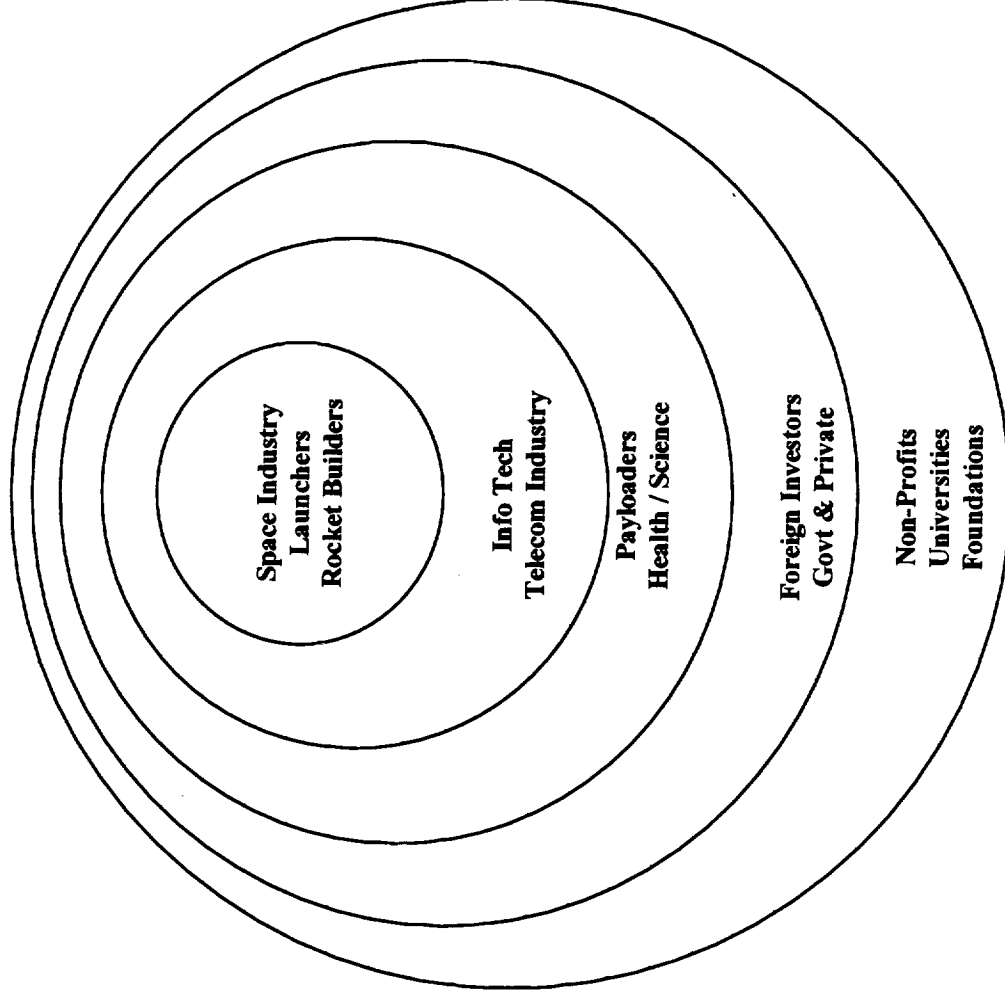 Space Industry
Launchers
Rocket Builders
Info Tech
Telecom Industry
Payloaders
Health / Science
Foreign Investors
Govt & Private
Non-Profits
Universities
Foundations